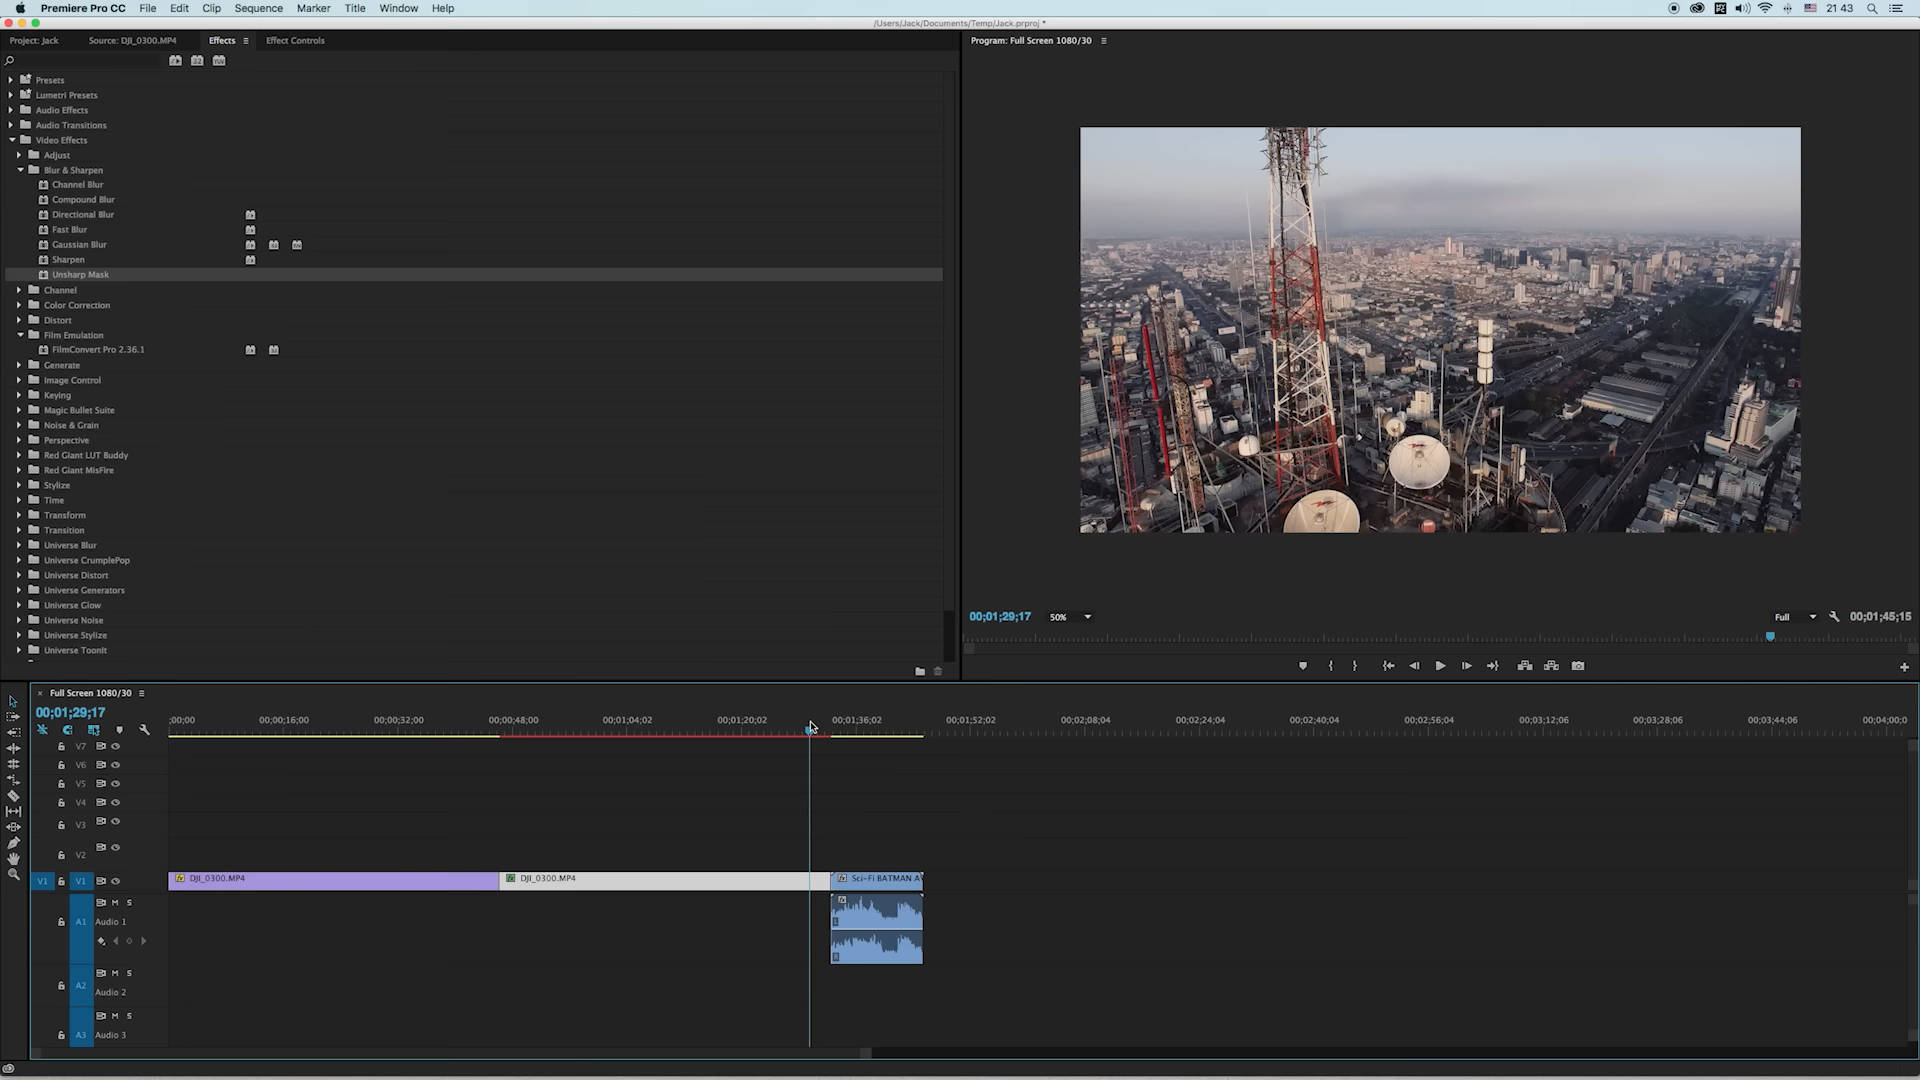 Premiere Pro CC File Edit Clip Sequence Marker Title Window Help 21 43
/Users/Jack/Documents/Temp/Jack.prproj *
Project: Jack Source: DJI_0300.MP4 Effects Effect Controls
Program: Full Screen 1080/30
Presets
Lumetri Presets
Audio Effects
Audio Transitions
Video Effects
Adjust
Blur & Sharpen
Channel Blur
Compound Blur
Directional Blur
Fast Blur
Gaussian Blur
Sharpen
Unsharp Mask
Channel
Color Correction
Distort
Film Emulation
FilmConvert Pro 2.36.1
Generate
Image Control
Keying
Magic Bullet Suite
Noise & Grain
Perspective
Red Giant LUT Buddy
Red Giant MisFire
Stylize
Time
Transform
Transition
Universe Blur
Universe CrumplePop
Universe Distort
Universe Generators
Universe Glow
Universe Noise
Universe Stylize
Universe ToonIt
00;01;29;17 50% Full 00;01;45;15
× Full Screen 1080/30
00;01;29;17
;00;00 00;00;16;00 00;00;32;00 00;00;48;00 00;01;04;02 00;01;20;02 00;01;36;02 00;01;52;02 00;02;08;04 00;02;24;04 00;02;40;04 00;02;56;04 00;03;12;06 00;03;28;06 00;03;44;06 00;04;00;0
V7
V6
V5
V4
V3
V2
V1 V1 DJI_0300.MP4 DJI_0300.MP4 Sci-Fi BATMAN A
M S
A1 Audio 1
L
R
M S
A2 Audio 2
M S
A3 Audio 3